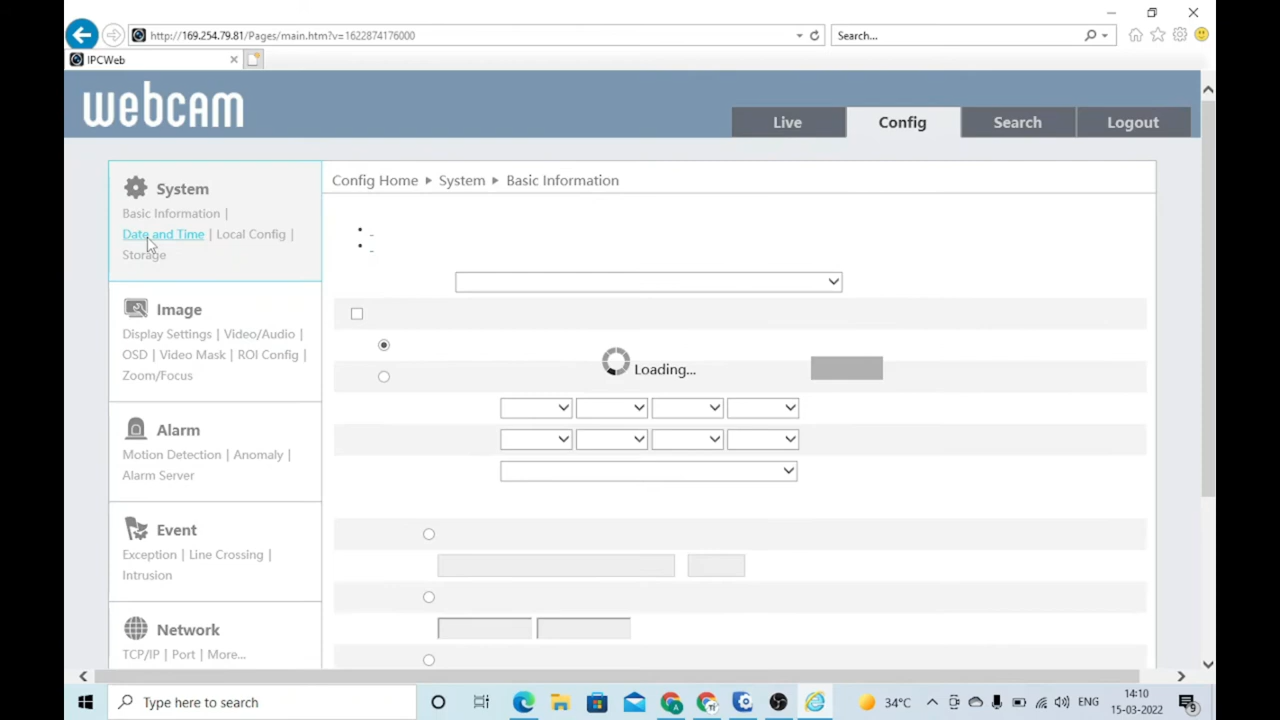 http://169.254.79.81/Pages/main.htm?v=1622874176000
Search...
IPCWeb
webcam
Live
Config
Search
Logout
System
Basic Information |
Date and Time | Local Config |
Storage
Config Home ▸ System ▸ Basic Information
-
-
Image
Display Settings | Video/Audio |
OSD | Video Mask | ROI Config |
Zoom/Focus
Loading...
Alarm
Motion Detection | Anomaly |
Alarm Server
Event
Exception | Line Crossing |
Intrusion
Network
TCP/IP | Port | More...
Type here to search
34°C
ENG
14:10
15-03-2022
9